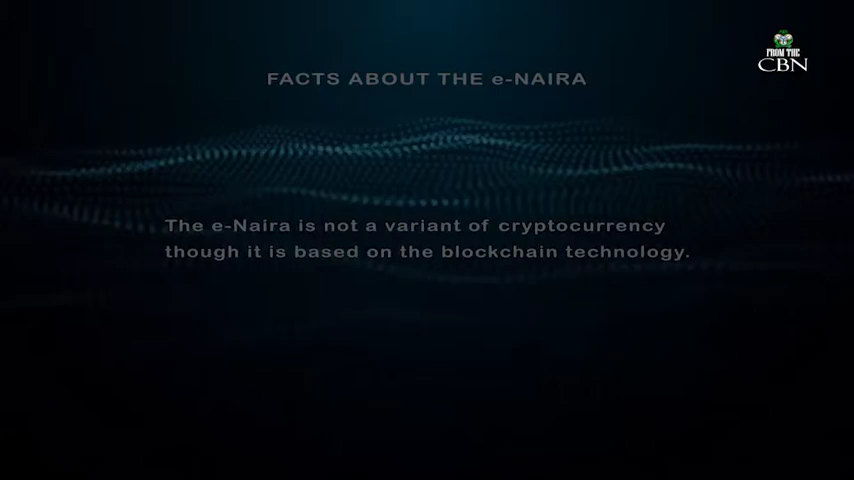 FROM THE
CBN
FACTS ABOUT THE e-NAIRA
The e-Naira is not a variant of cryptocurrency
though it is based on the blockchain technology.